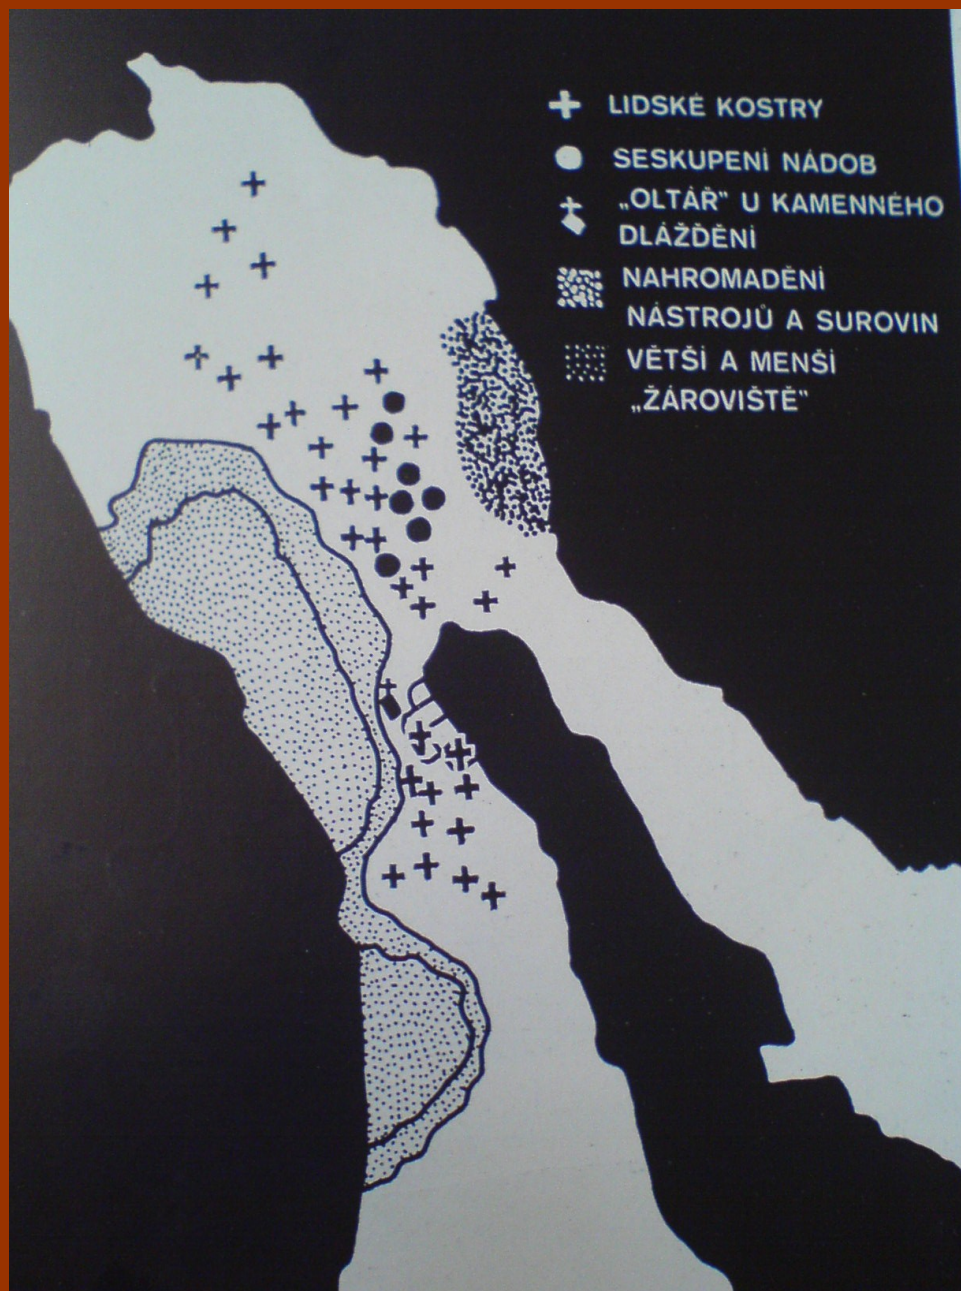 LIDSKÉ KOSTRY
SESKUPENÍ NÁDOB
„OLTÁŘ" U KAMENNÉHO
DLÁŽDĚNÍ
NAHROMADĚNÍ
NÁSTROJŮ A SUROVIN
VĚTŠÍ A MENŠÍ
„ŽÁROVIŠTĚ"